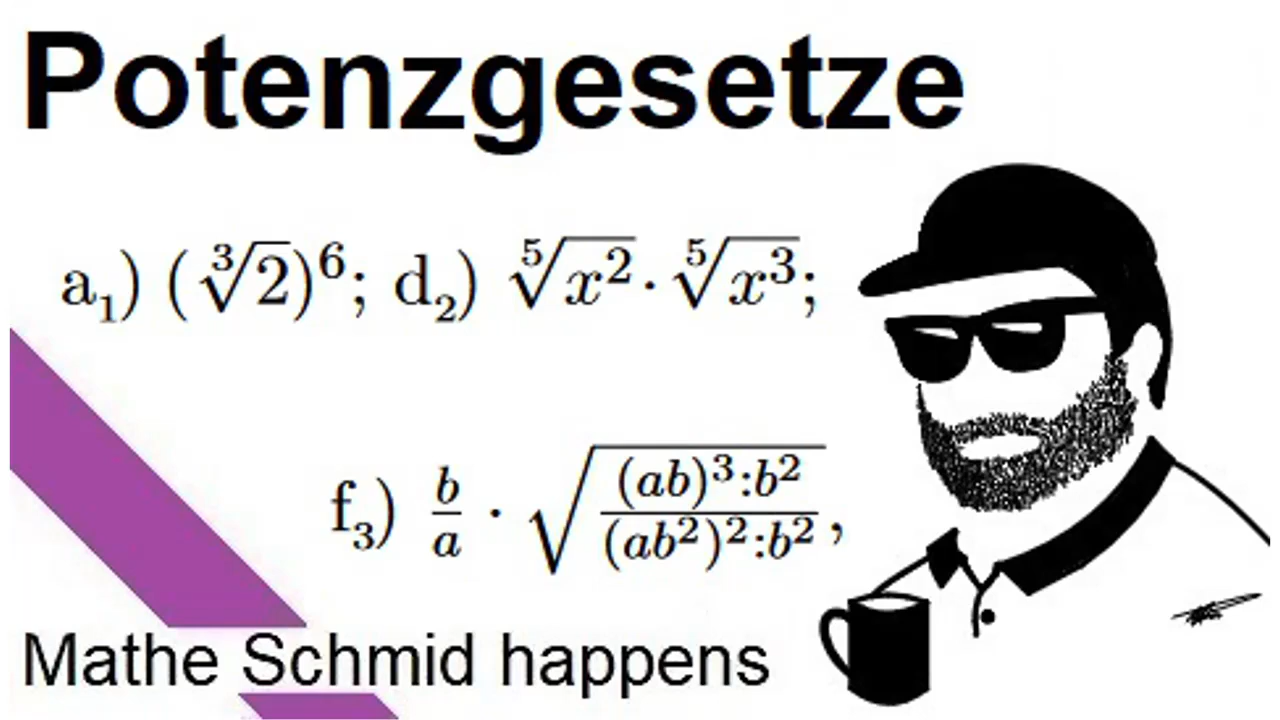 Potenzgesetze
a₁) (∛2)⁶; d₂) ⁵√x² · ⁵√x³;
f₃) b/a · √((ab)³:b² / (ab²)²:b²),
Mathe Schmid happens